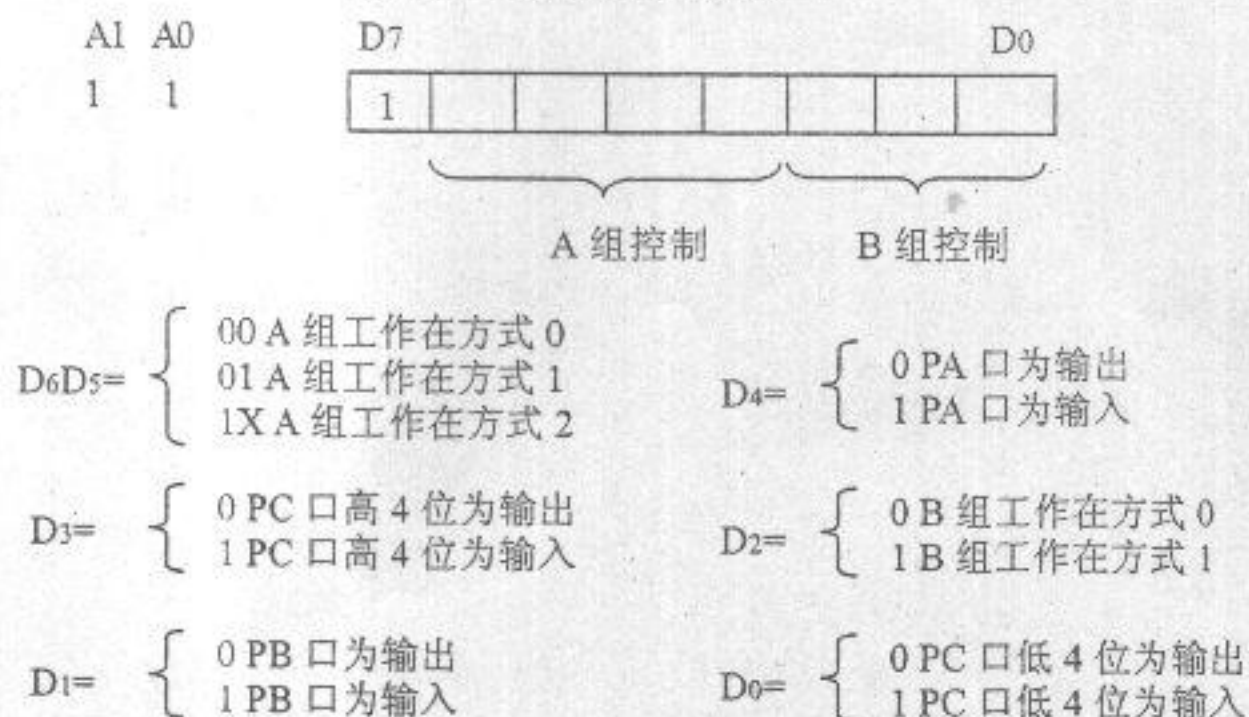 A1 A0 D7 D0
1 1 1
A 组控制 B 组控制
D6D5= 00 A 组工作在方式 0
01 A 组工作在方式 1
1X A 组工作在方式 2
D4= 0 PA 口为输出
1 PA 口为输入
D3= 0 PC 口高 4 位为输出
1 PC 口高 4 位为输入
D2= 0 B 组工作在方式 0
1 B 组工作在方式 1
D1= 0 PB 口为输出
1 PB 口为输入
D0= 0 PC 口低 4 位为输出
1 PC 口低 4 位为输入